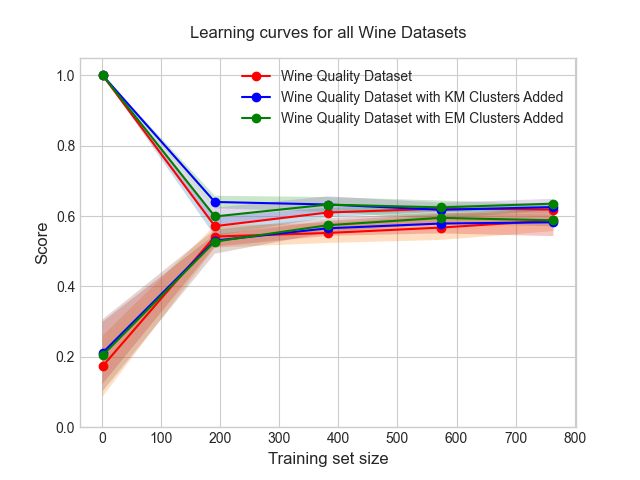 Learning curves for all Wine Datasets
Wine Quality Dataset
Wine Quality Dataset with KM Clusters Added
Wine Quality Dataset with EM Clusters Added
1.0
0.8
0.6
0.4
0.2
0.0
Score
0 100 200 300 400 500 600 700 800
Training set size